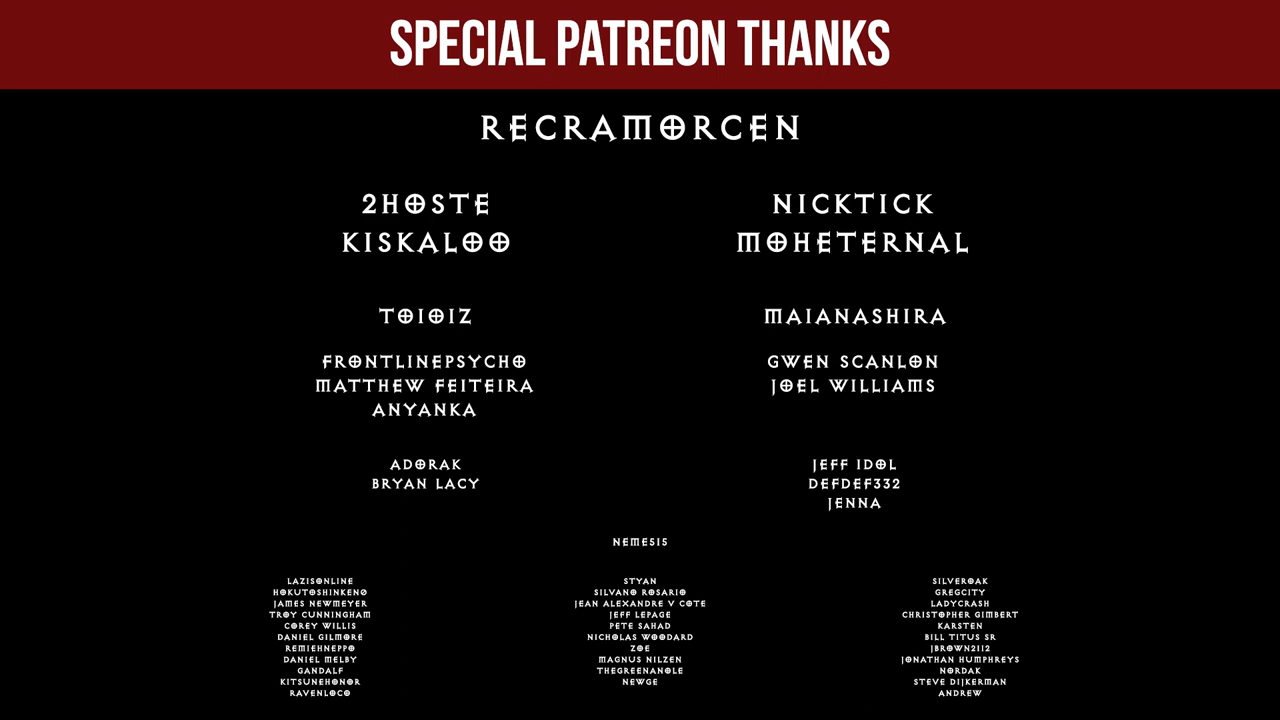 SPECIAL PATREON THANKS
RECRAMORCEN
2HOSTE
KISKALOO
NICKTICK
MOHETERNAL
TOIOIZ
MAIANASHIRA
FRONTLINEPSYCHO
MATTHEW FEITEIRA
ANYANKA
GWEN SCANLON
JOEL WILLIAMS
ADORAK
BRYAN LACY
JEFF IDOL
DEFDEF332
JENNA
NEME515
LAZISONLINE
HOKUTOSHINKEN0
JAMES NEWMEYER
TROY CUNNINGHAM
COREY WILLIS
DANIEL GILMORE
REMIEHNEPPO
DANIEL MELBY
GANDALF
KITSUNEHONOR
RAVENLOCO
STYAN
SILVANO ROSARIO
JEAN ALEXANDRE V COTE
JEFF LEPAGE
PETE SAHAD
NICHOLAS WOODARD
ZOE
MAGNUS NILZEN
THEGREENANOLE
NEWGE
SILVEROAK
GREGCITY
LADYCRASH
CHRISTOPHER GIMBERT
KARSTEN
BILL TITUS SR
JBROWN2112
JONATHAN HUMPHREYS
NORDAK
STEVE DIJKERMAN
ANDREW